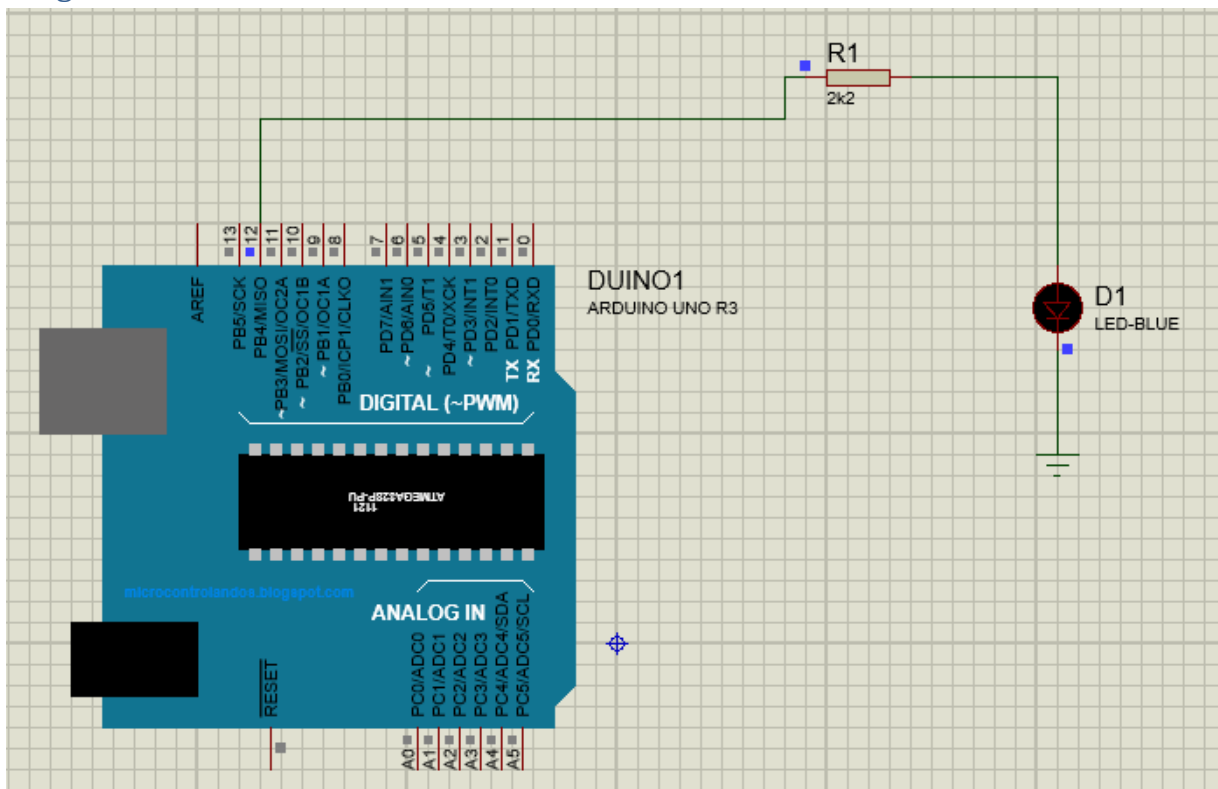 R1
2k2
13
12
11
10
9
8
7
6
5
4
3
2
1
0
AREF
PB5/SCK
PB4/MISO
~PB3/MOSI/OC2A
~ PB2/SS/OC1B
~ PB1/OC1A
PB0/ICP1/CLKO
PD7/AIN1
~ PD6/AIN0
~ PD5/T1
PD4/T0/XCK
~ PD3/INT1
PD2/INT0
TX PD1/TXD
RX PD0/RXD
DIGITAL (~PWM)
DUINO1
ARDUINO UNO R3
D1
LED-BLUE
1121
ATMEGA328P-PU
microcontrolandos.blogspot.com
ANALOG IN
RESET
PC0/ADC0
PC1/ADC1
PC2/ADC2
PC3/ADC3
PC4/ADC4/SDA
PC5/ADC5/SCL
A0
A1
A2
A3
A4
A5